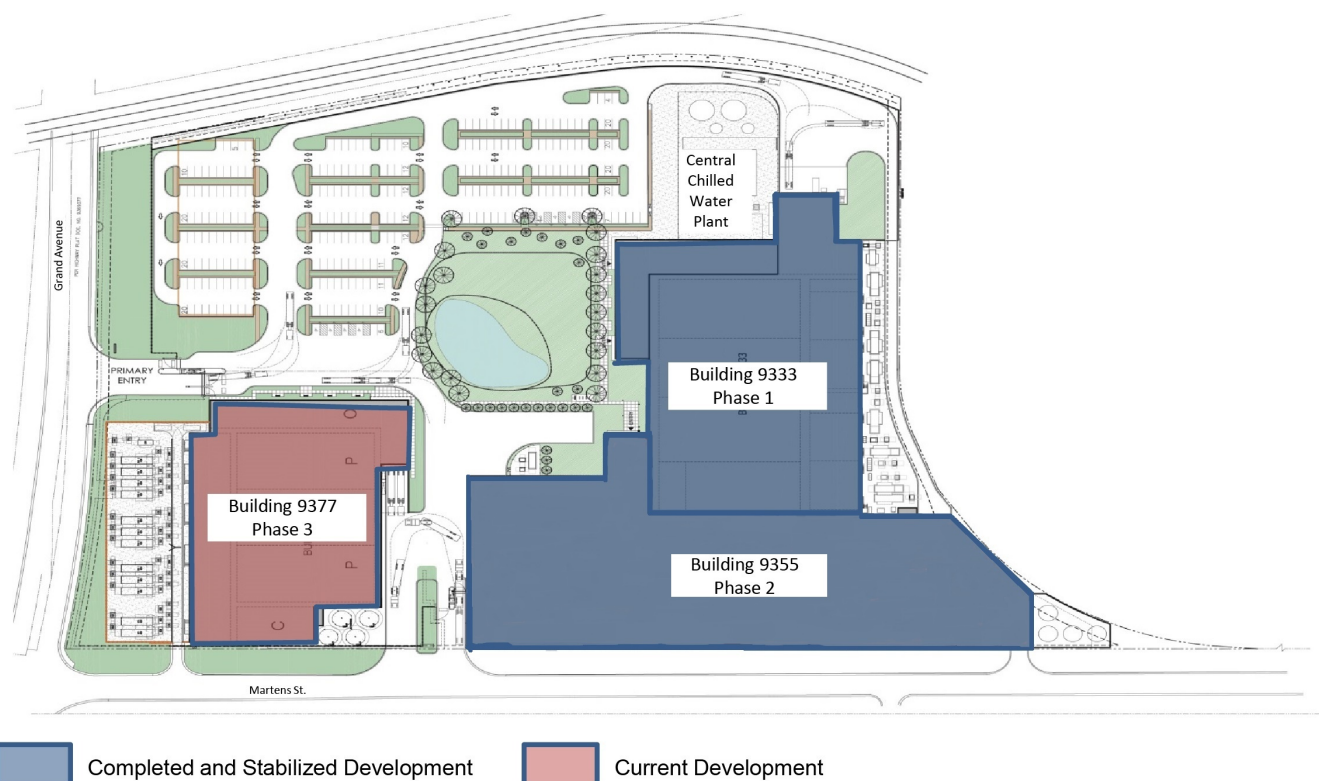 Central
Chilled
Water
Plant
Grand Avenue
PRIMARY
ENTRY
Building 9333
Phase 1
Building 9377
Phase 3
Building 9355
Phase 2
Martens St.
Completed and Stabilized Development
Current Development